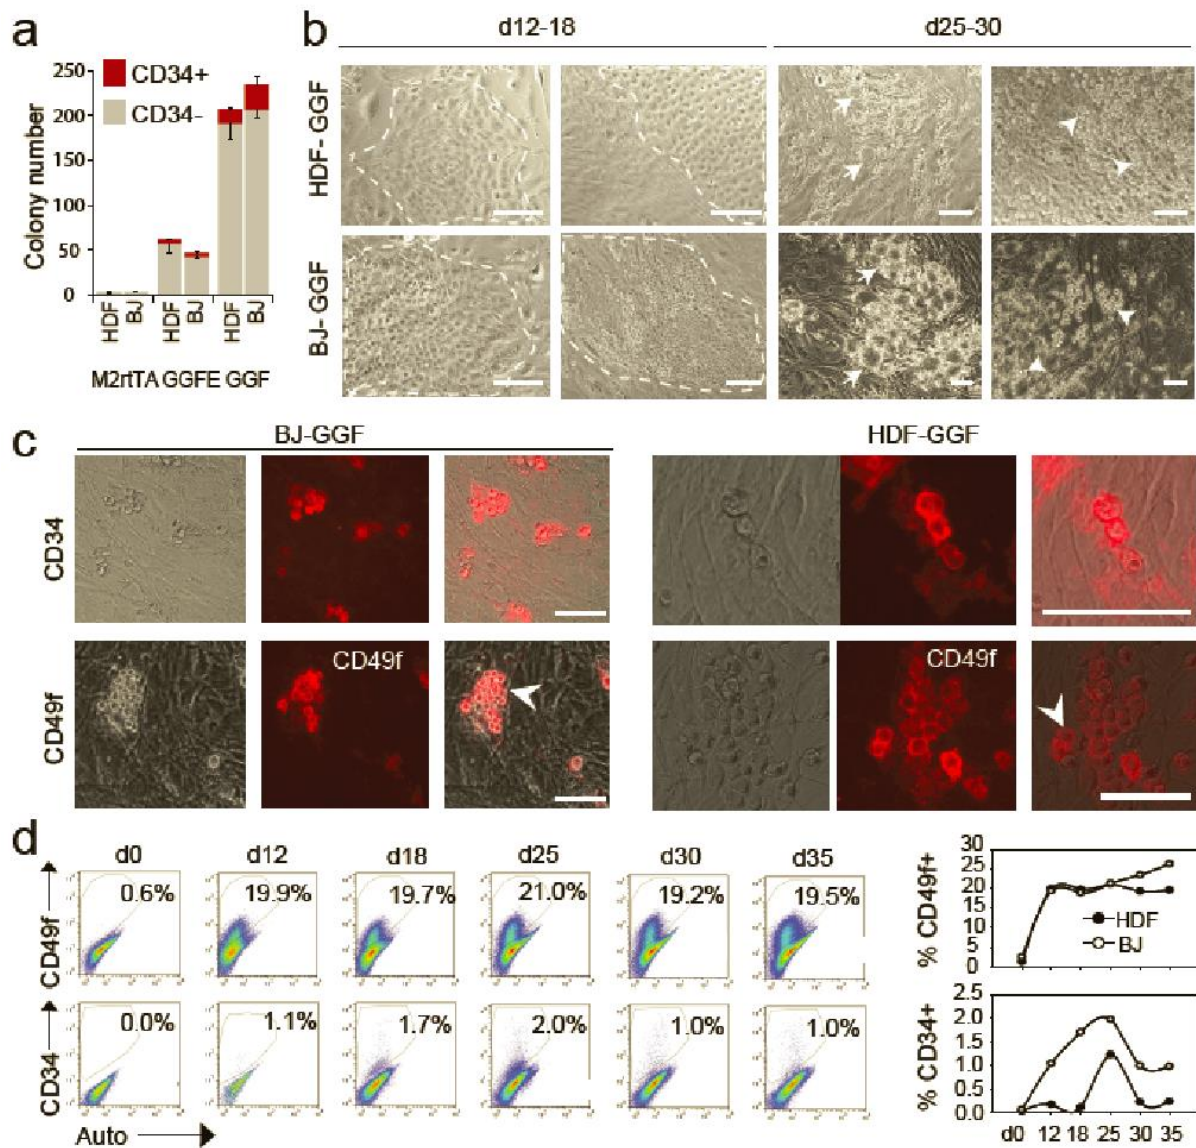 a
CD34+
CD34-
250
200
150
100
50
0
Colony number
HDF
BJ
HDF
BJ
HDF
BJ
M2rtTA GGFE GGF
b
d12-18
d25-30
HDF- GGF
BJ- GGF
c
BJ-GGF
HDF-GGF
CD34
CD49f
CD49f
CD49f
d
d0
d12
d18
d25
d30
d35
CD49f
0.6%
19.9%
19.7%
21.0%
19.2%
19.5%
CD34
0.0%
1.1%
1.7%
2.0%
1.0%
1.0%
Auto
% CD49f+
30
25
20
15
10
5
0
HDF
BJ
% CD34+
2.5
2.0
1.5
1.0
0.5
0.0
d0 12 18 25 30 35